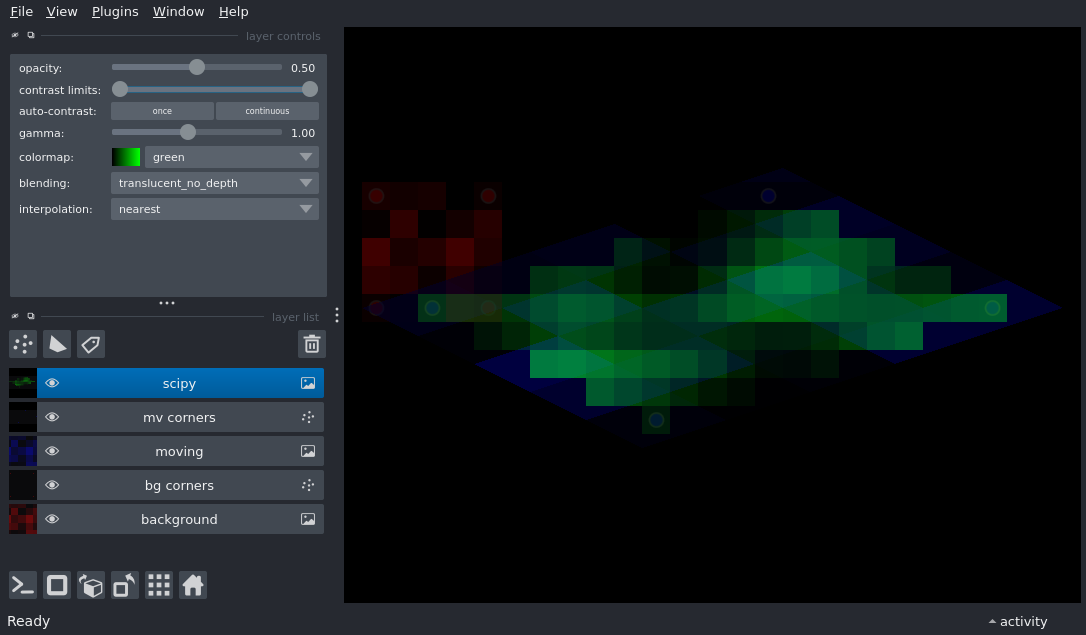 File View Plugins Window Help
layer controls
opacity: 0.50
contrast limits:
auto-contrast: once continuous
gamma: 1.00
colormap: green
blending: translucent_no_depth
interpolation: nearest
layer list
scipy
mv corners
moving
bg corners
background
Ready
activity